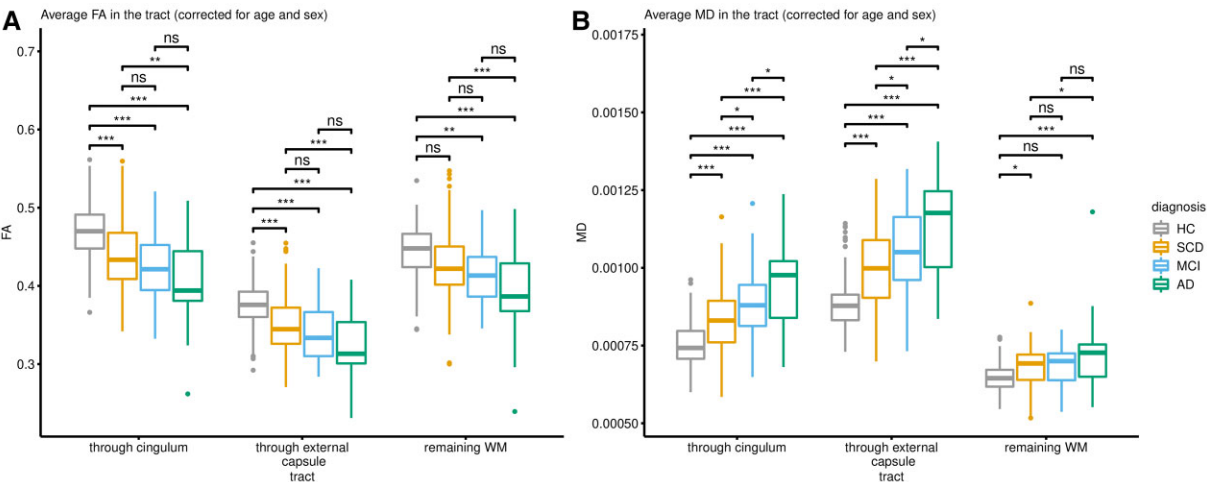 A
Average FA in the tract (corrected for age and sex)
FA
0.7
0.6
0.5
0.4
0.3
ns
**
ns
***
***
***
ns
***
ns
***
***
***
ns
***
ns
***
**
ns
through cingulum
through external
capsule
remaining WM
tract
B
Average MD in the tract (corrected for age and sex)
MD
0.00175
0.00150
0.00125
0.00100
0.00075
0.00050
*
***
*
***
***
***
*
***
*
***
***
***
ns
*
ns
***
ns
*
through cingulum
through external
capsule
remaining WM
tract
diagnosis
HC
SCD
MCI
AD